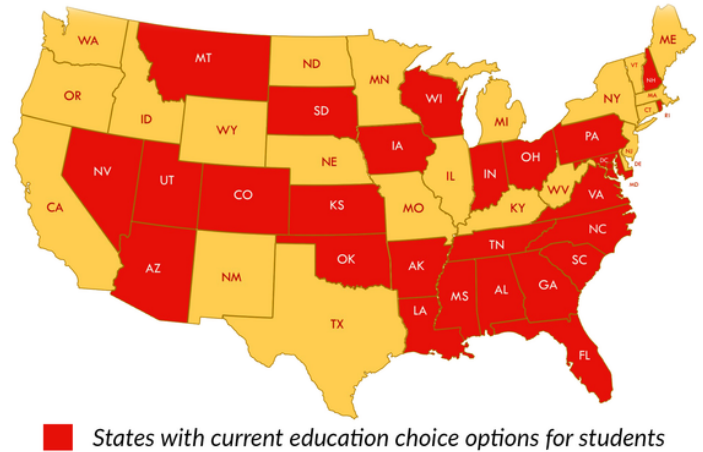 WA
MT
ND
MN
ME
VT
NH
OR
ID
SD
WI
MI
NY
MA
CT
RI
WY
IA
PA
NJ
NV
UT
NE
IL
IN
OH
DC
DE
MD
CA
CO
KS
MO
KY
WV
VA
AZ
NM
OK
AK
TN
NC
SC
TX
LA
MS
AL
GA
FL
States with current education choice options for students